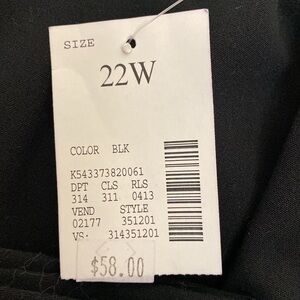 SIZE
22W
COLOR BLK
K543373820061
DPT CLS RLS
314 311 0413
VEND STYLE
02177 351201
VS: 314351201
$58.00